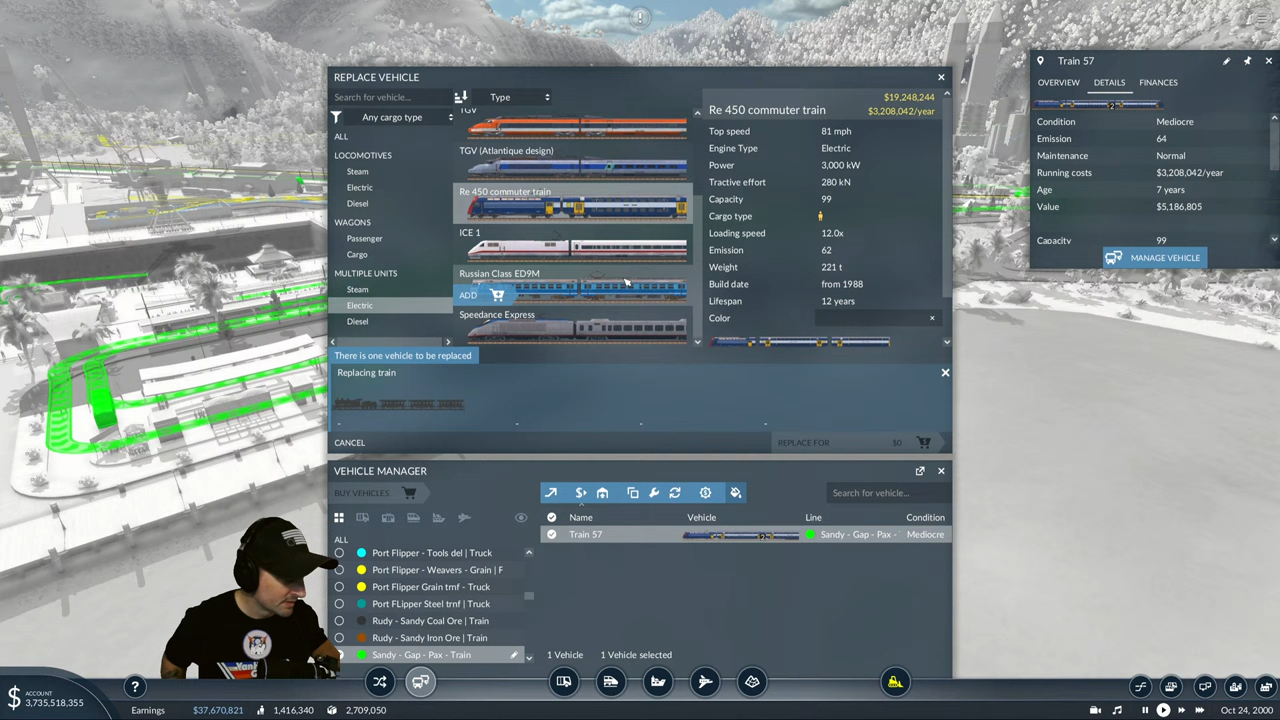 REPLACE VEHICLE
Search for vehicle...
Type
Any cargo type
ALL
LOCOMOTIVES
Steam
Electric
Diesel
WAGONS
Passenger
Cargo
MULTIPLE UNITS
Steam
Electric
Diesel
TGV
TGV (Atlantique design)
Re 450 commuter train
ICE 1
Russian Class ED9M
ADD
Speedance Express
$19,248,244
Re 450 commuter train
$3,208,042/year
Top speed 81 mph
Engine Type Electric
Power 3,000 kW
Tractive effort 280 kN
Capacity 99
Cargo type
Loading speed 12.0x
Emission 62
Weight 221 t
Build date from 1988
Lifespan 12 years
Color
There is one vehicle to be replaced
Replacing train
CANCEL
REPLACE FOR $0
Train 57
OVERVIEW DETAILS FINANCES
2
Condition Mediocre
Emission 64
Maintenance Normal
Running costs $3,208,042/year
Age 7 years
Value $5,186,805
Capacity 99
MANAGE VEHICLE
VEHICLE MANAGER
BUY VEHICLES
Search for vehicle...
ALL
Port Flipper - Tools del | Truck
Port Flipper - Weavers - Grain | F
Port Flipper Grain trnf - Truck
Port FLipper Steel trnf | Truck
Rudy - Sandy Coal Ore | Train
Rudy - Sandy Iron Ore | Train
Sandy - Gap - Pax - Train
Name Vehicle Line Condition
Train 57 2 Sandy - Gap - Pax - Mediocre
1 Vehicle 1 Vehicle selected
$ ACCOUNT
3,735,518,355
?
Earnings $37,670,821 1,416,340 2,709,050
Oct 24, 2000